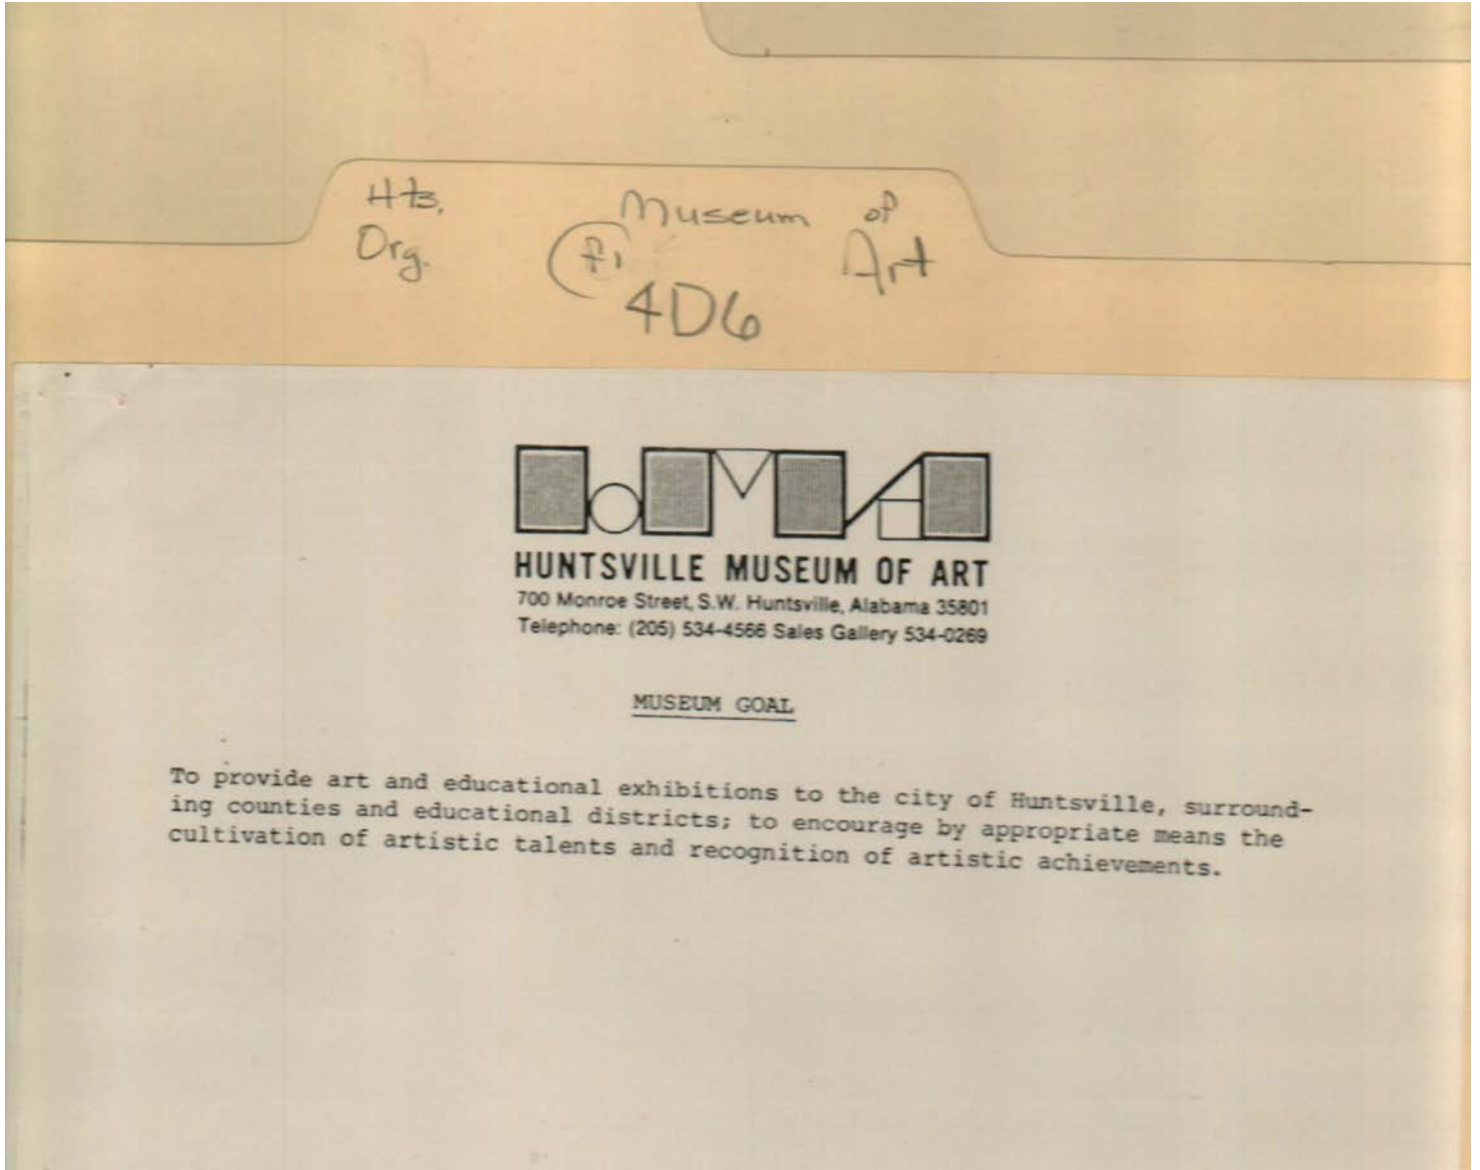 Hts. Museum of
Org. Art
4D6
HMA
HUNTSVILLE MUSEUM OF ART
700 Monroe Street, S.W. Huntsville, Alabama 35801
Telephone: (205) 534-4566 Sales Gallery 534-0269
MUSEUM GOAL
To provide art and educational exhibitions to the city of Huntsville, surround-
ing counties and educational districts; to encourage by appropriate means the
cultivation of artistic talents and recognition of artistic achievements.